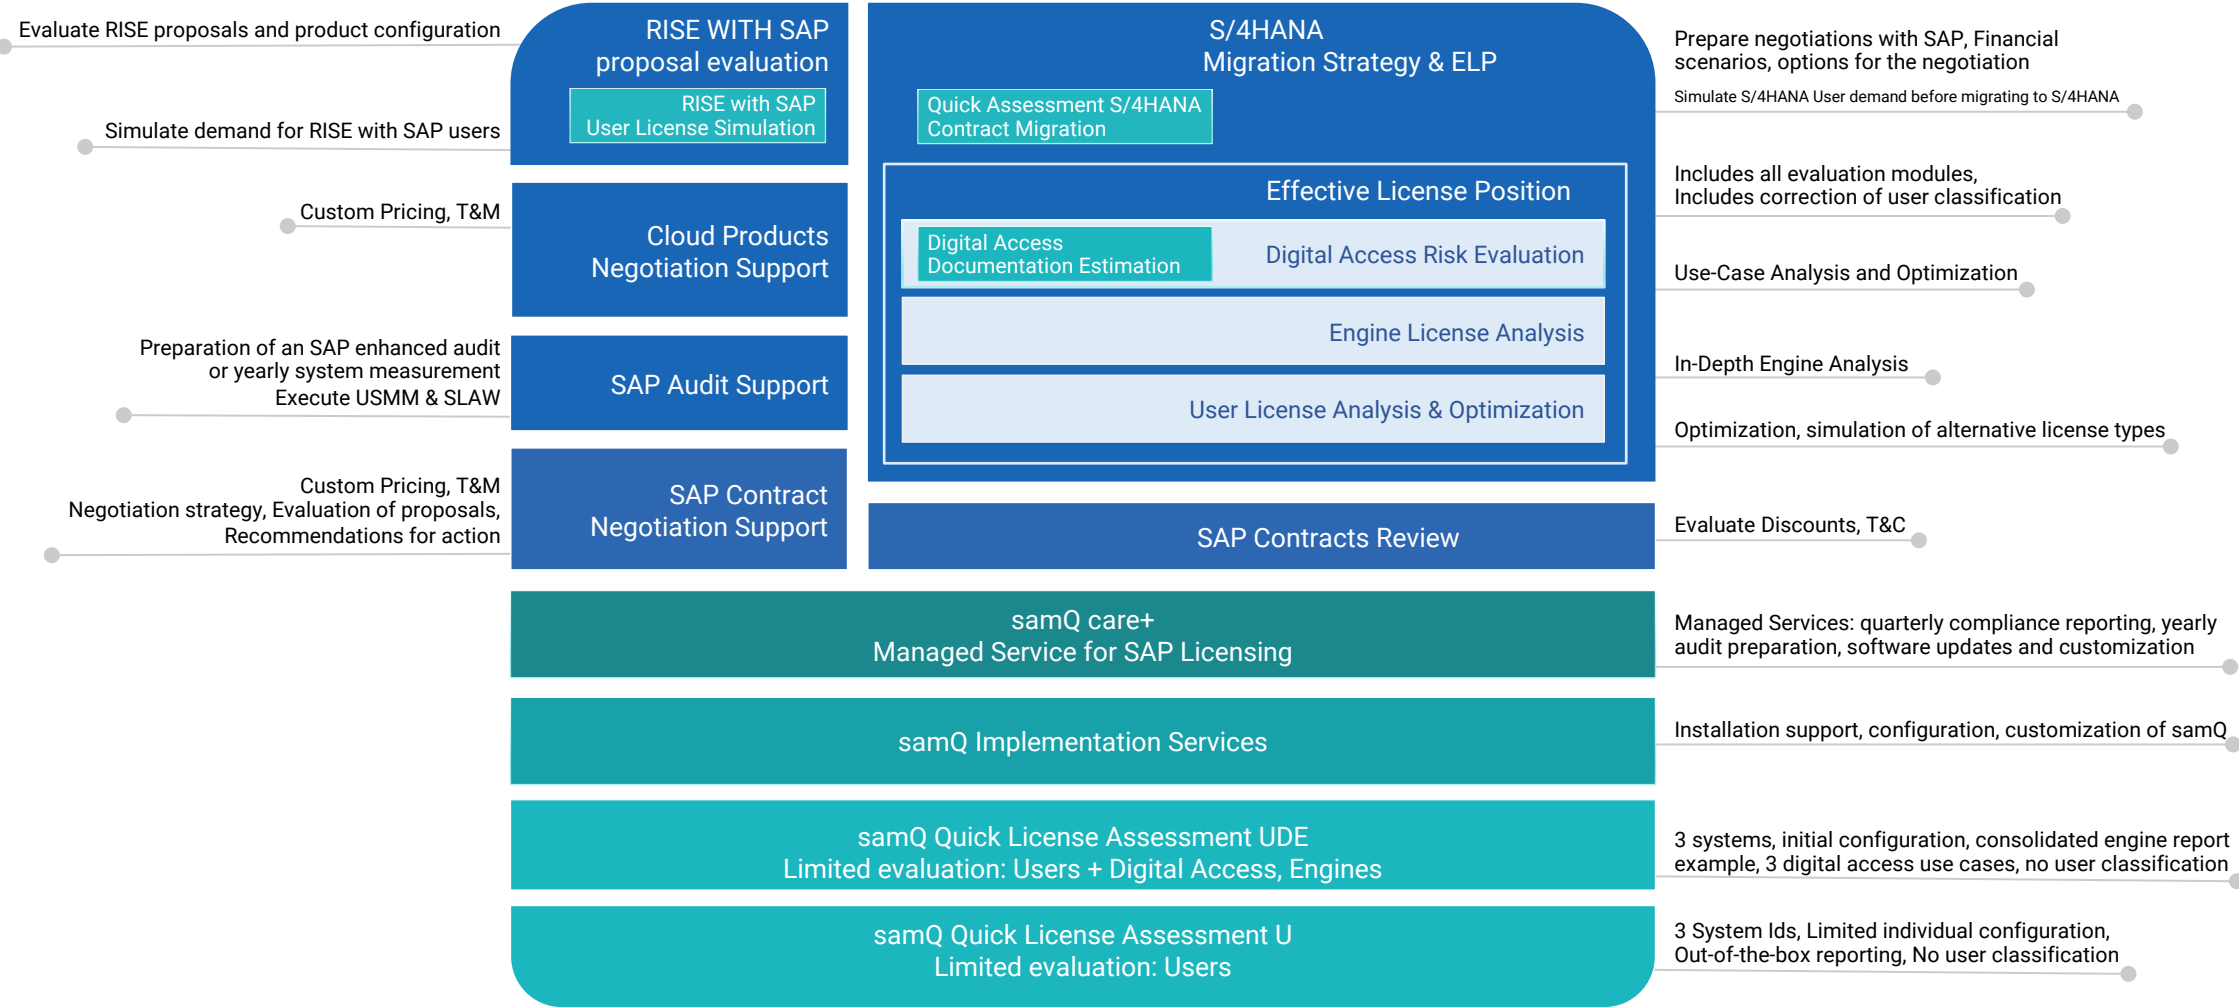 Evaluate RISE proposals and product configuration
Simulate demand for RISE with SAP users
Custom Pricing, T&M
Preparation of an SAP enhanced audit
or yearly system measurement
Execute USMM & SLAW
Custom Pricing, T&M
Negotiation strategy, Evaluation of proposals,
Recommendations for action
RISE WITH SAP
proposal evaluation
RISE with SAP
User License Simulation
Cloud Products
Negotiation Support
SAP Audit Support
SAP Contract
Negotiation Support
S/4HANA
Migration Strategy & ELP
Quick Assessment S/4HANA
Contract Migration
Effective License Position
Digital Access
Documentation Estimation
Digital Access Risk Evaluation
Engine License Analysis
User License Analysis & Optimization
SAP Contracts Review
samQ care+
Managed Service for SAP Licensing
samQ Implementation Services
samQ Quick License Assessment UDE
Limited evaluation: Users + Digital Access, Engines
samQ Quick License Assessment U
Limited evaluation: Users
Prepare negotiations with SAP, Financial
scenarios, options for the negotiation
Simulate S/4HANA User demand before migrating to S/4HANA
Includes all evaluation modules,
Includes correction of user classification
Use-Case Analysis and Optimization
In-Depth Engine Analysis
Optimization, simulation of alternative license types
Evaluate Discounts, T&C
Managed Services: quarterly compliance reporting, yearly
audit preparation, software updates and customization
Installation support, configuration, customization of samQ
3 systems, initial configuration, consolidated engine report
example, 3 digital access use cases, no user classification
3 System Ids, Limited individual configuration,
Out-of-the-box reporting, No user classification